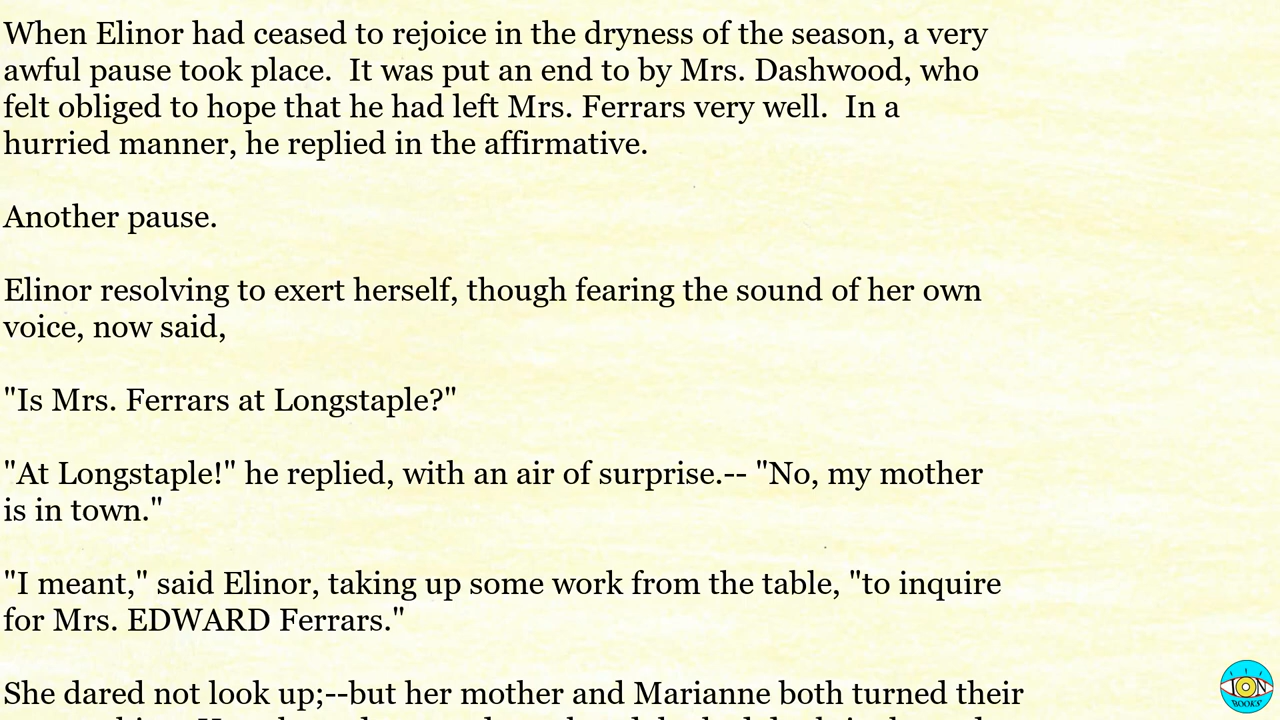 When Elinor had ceased to rejoice in the dryness of the season, a very
awful pause took place.  It was put an end to by Mrs. Dashwood, who
felt obliged to hope that he had left Mrs. Ferrars very well.  In a
hurried manner, he replied in the affirmative.
Another pause.
Elinor resolving to exert herself, though fearing the sound of her own
voice, now said,
"Is Mrs. Ferrars at Longstaple?"
"At Longstaple!" he replied, with an air of surprise.-- "No, my mother
is in town."
"I meant," said Elinor, taking up some work from the table, "to inquire
for Mrs. EDWARD Ferrars."
She dared not look up;--but her mother and Marianne both turned their
ION
BOOKS